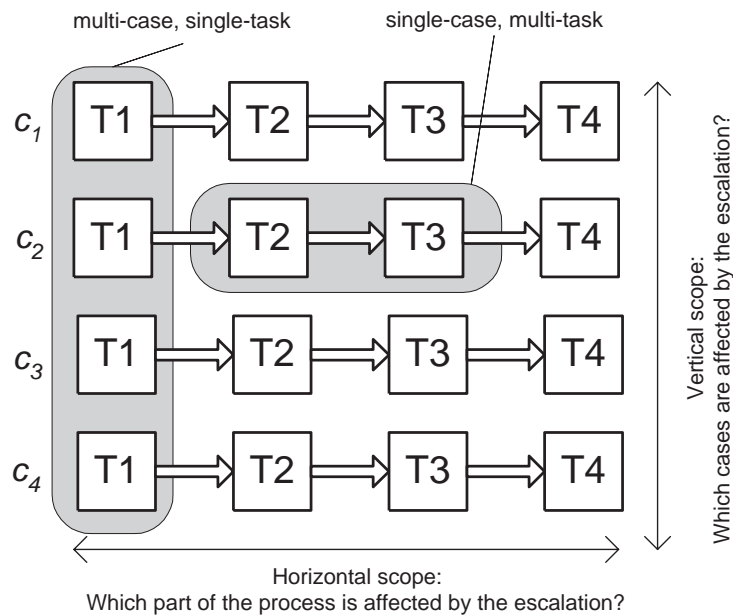 multi-case, single-task
single-case, multi-task
c1 T1 T2 T3 T4
c2 T1 T2 T3 T4
c3 T1 T2 T3 T4
c4 T1 T2 T3 T4
Vertical scope:
Which cases are affected by the escalation?
Horizontal scope:
Which part of the process is affected by the escalation?